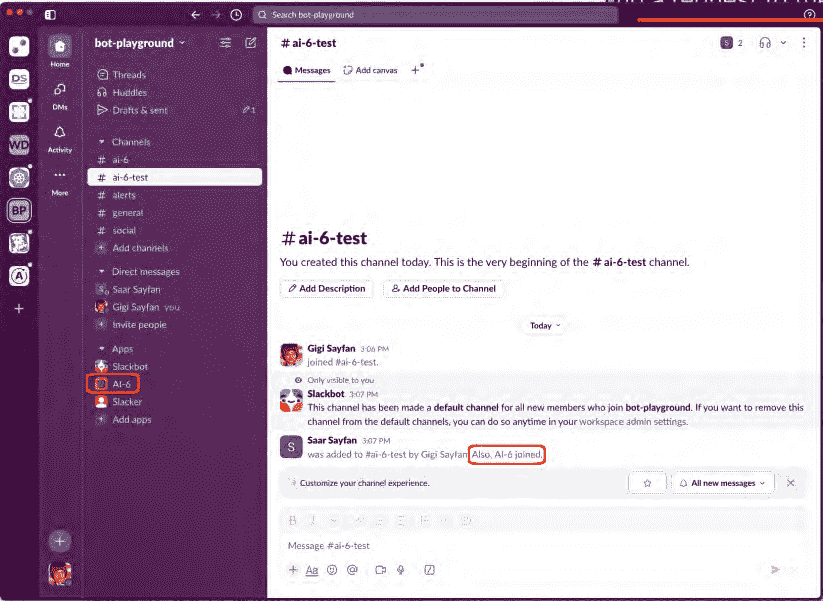 Search bot-playground
DS
WD
BP
A
Home
DMs
Activity
More
bot-playground
Threads
Huddles
Drafts & sent
1
Channels
# ai-6
# ai-6-test
# alerts
# general
# social
+ Add channels
Direct messages
Saar Sayfan
Gigi Sayfan you
+ Invite people
Apps
Slackbot
AI-6
Slacker
+ Add apps
# ai-6-test
S 2
Messages
Add canvas
+
# ai-6-test
You created this channel today. This is the very beginning of the # ai-6-test channel.
Add Description
Add People to Channel
Today
Gigi Sayfan 3:06 PM
joined #ai-6-test.
Only visible to you
Slackbot 3:07 PM
This channel has been made a default channel for all new members who join bot-playground. If you want to remove this
channel from the default channels, you can do so anytime in your workspace admin settings.
S
Saar Sayfan 3:07 PM
was added to #ai-6-test by Gigi Sayfan. Also, AI-6 joined.
Customize your channel experience.
All new messages
B I
Message #ai-6-test
+ Aa @